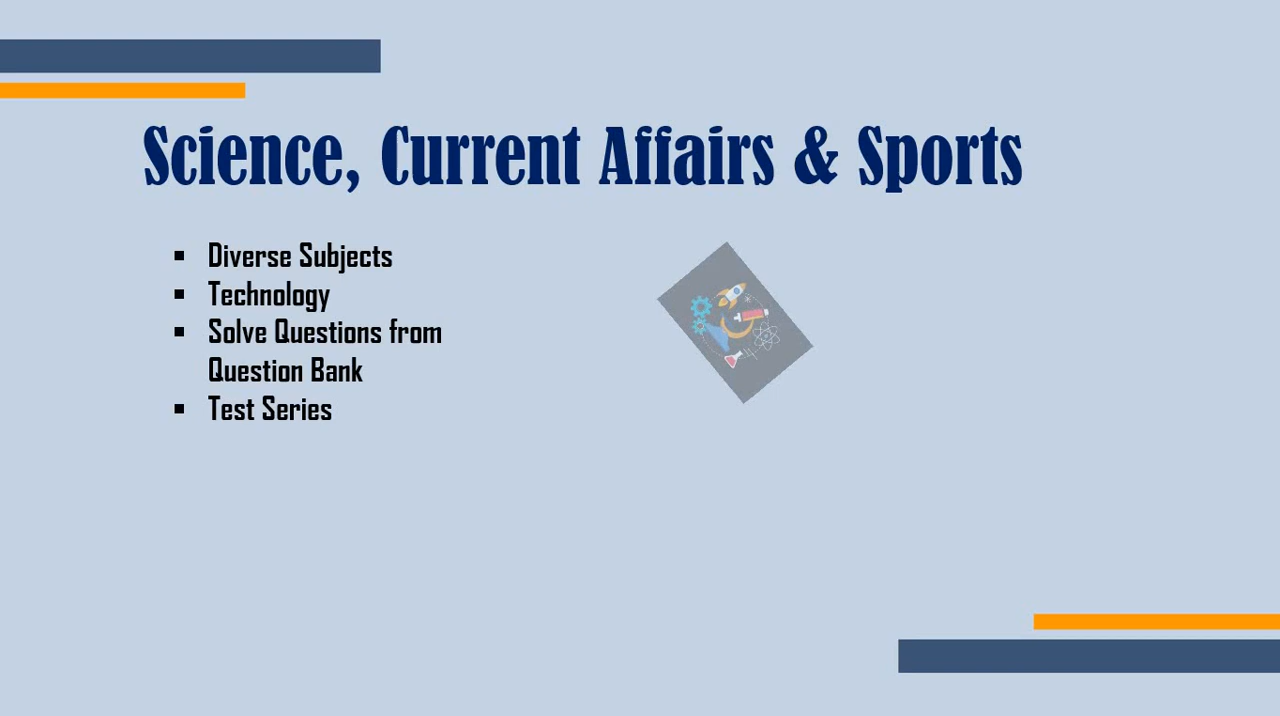 Science, Current Affairs & Sports
▪ Diverse Subjects
▪ Technology
▪ Solve Questions from
Question Bank
▪ Test Series